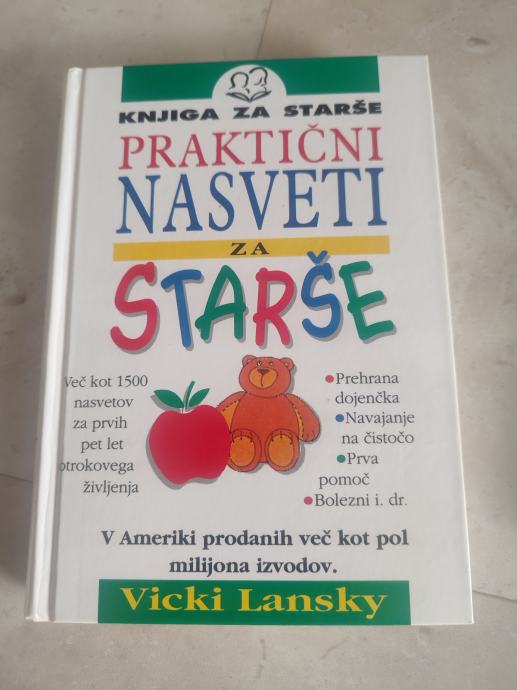 KNJIGA ZA STARŠE
PRAKTIČNI
NASVETI
ZA
STARŠE
Več kot 1500
nasvetov
za prvih
pet let
otrokovega
življenja
•Prehrana
dojenčka
•Navajanje
na čistočo
•Prva
pomoč
•Bolezni i. dr.
V Ameriki prodanih več kot pol
milijona izvodov.
Vicki Lansky